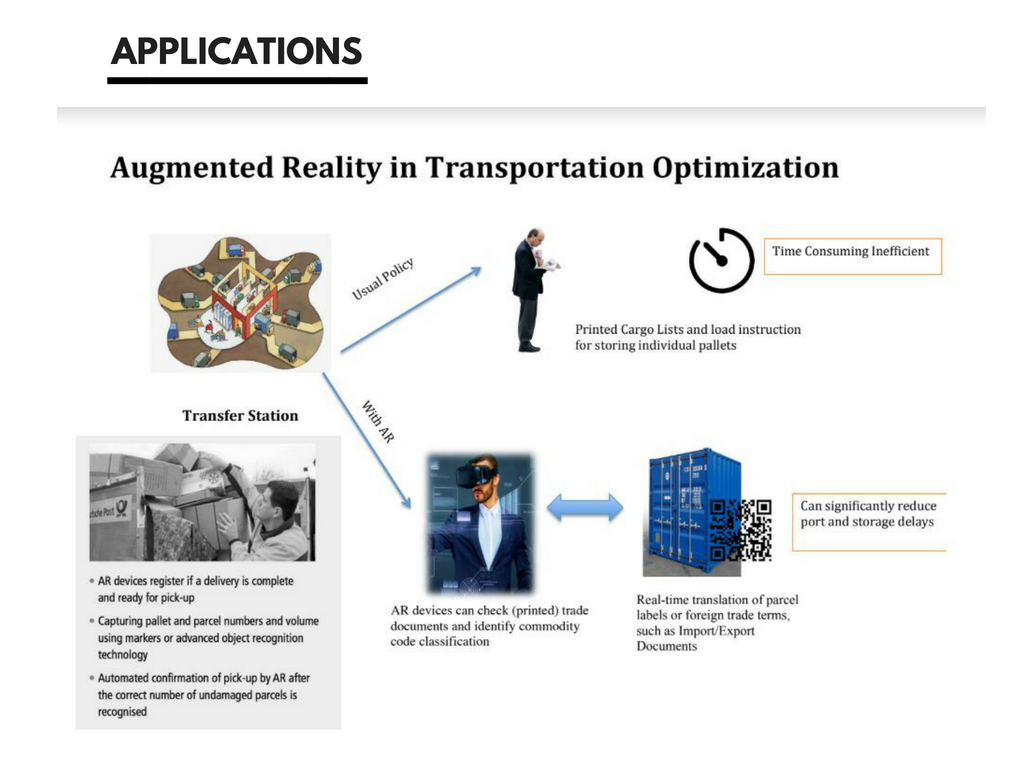 APPLICATIONS
Augmented Reality in Transportation Optimization
Usual Policy
Time Consuming Inefficient
Printed Cargo Lists and load instruction
for storing individual pallets
Transfer Station
With AR
Can significantly reduce
port and storage delays
AR devices can check (printed) trade
documents and identify commodity
code classification
Real-time translation of parcel
labels or foreign trade terms,
such as Import/Export
Documents
• AR devices register if a delivery is complete
and ready for pick-up
• Capturing pallet and parcel numbers and volume
using markers or advanced object recognition
technology
• Automated confirmation of pick-up by AR after
the correct number of undamaged parcels is
recognised